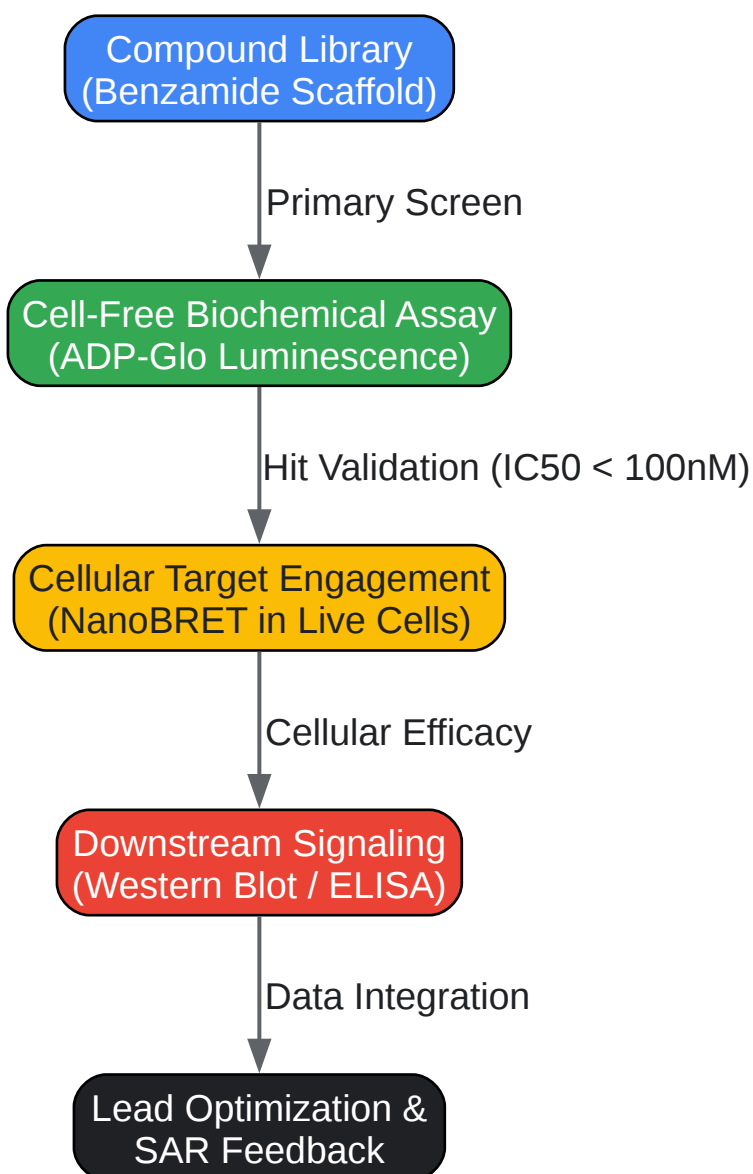 Compound Library
(Benzamide Scaffold)
Primary Screen
Cell-Free Biochemical Assay
(ADP-Glo Luminescence)
Hit Validation (IC50 < 100nM)
Cellular Target Engagement
(NanoBRET in Live Cells)
Cellular Efficacy
Downstream Signaling
(Western Blot / ELISA)
Data Integration
Lead Optimization &
SAR Feedback